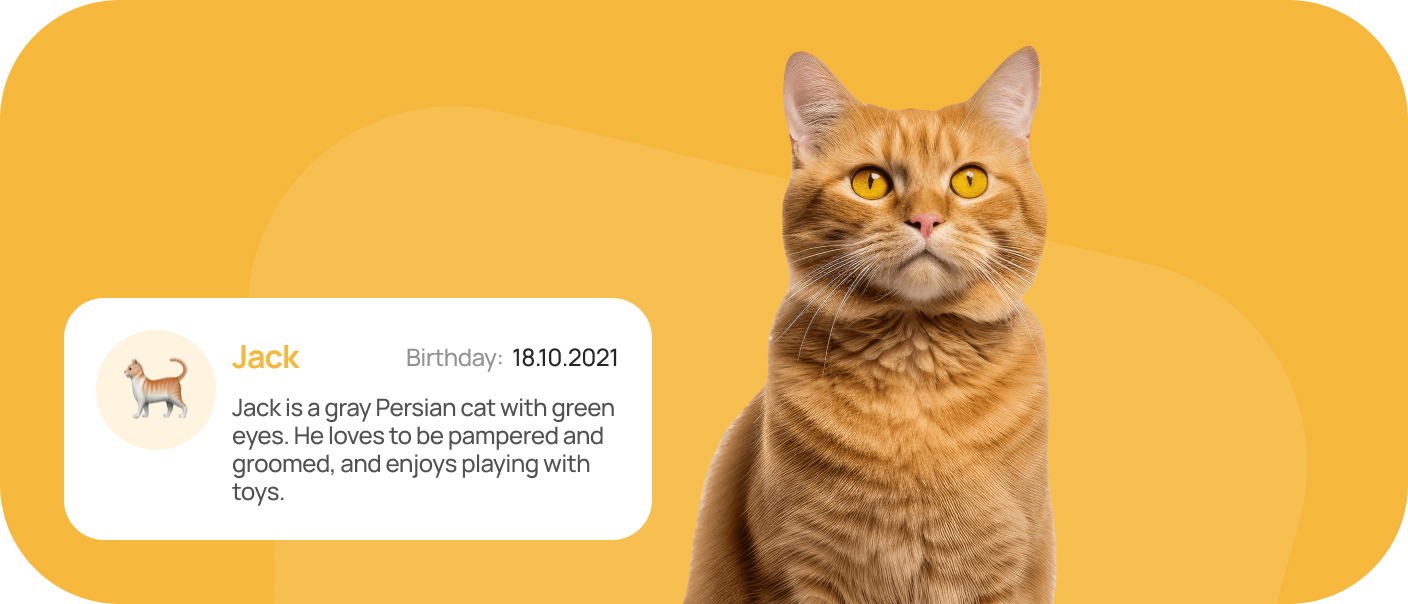 Jack
Birthday: 18.10.2021
Jack is a gray Persian cat with green
eyes. He loves to be pampered and
groomed, and enjoys playing with
toys.